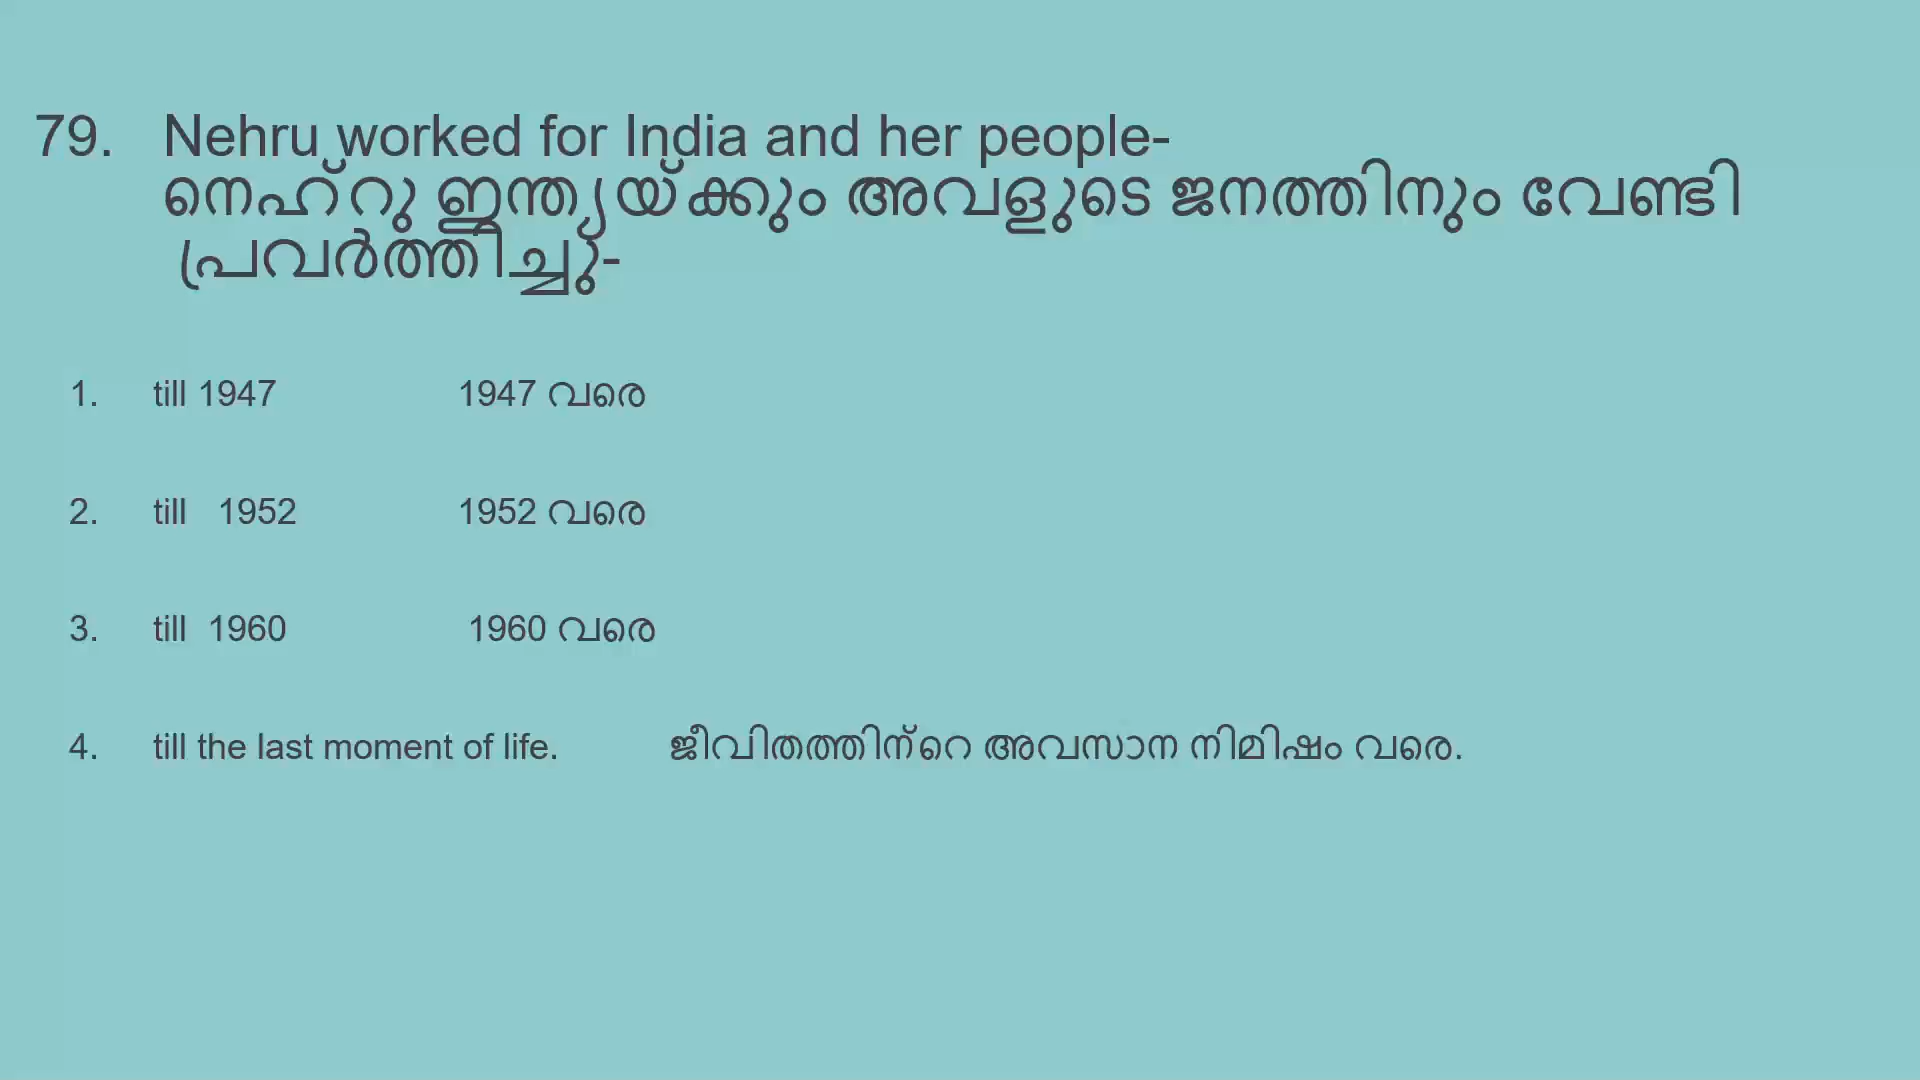 79. Nehru worked for India and her people-
നെഹ്റു ഇന്ത്യയ്ക്കും അവളുടെ ജനത്തിനും വേണ്ടി
പ്രവർത്തിച്ചു-
1. till 1947 1947 വരെ
2. till 1952 1952 വരെ
3. till 1960 1960 വരെ
4. till the last moment of life. ജീവിതത്തിന്റെ അവസാന നിമിഷം വരെ.